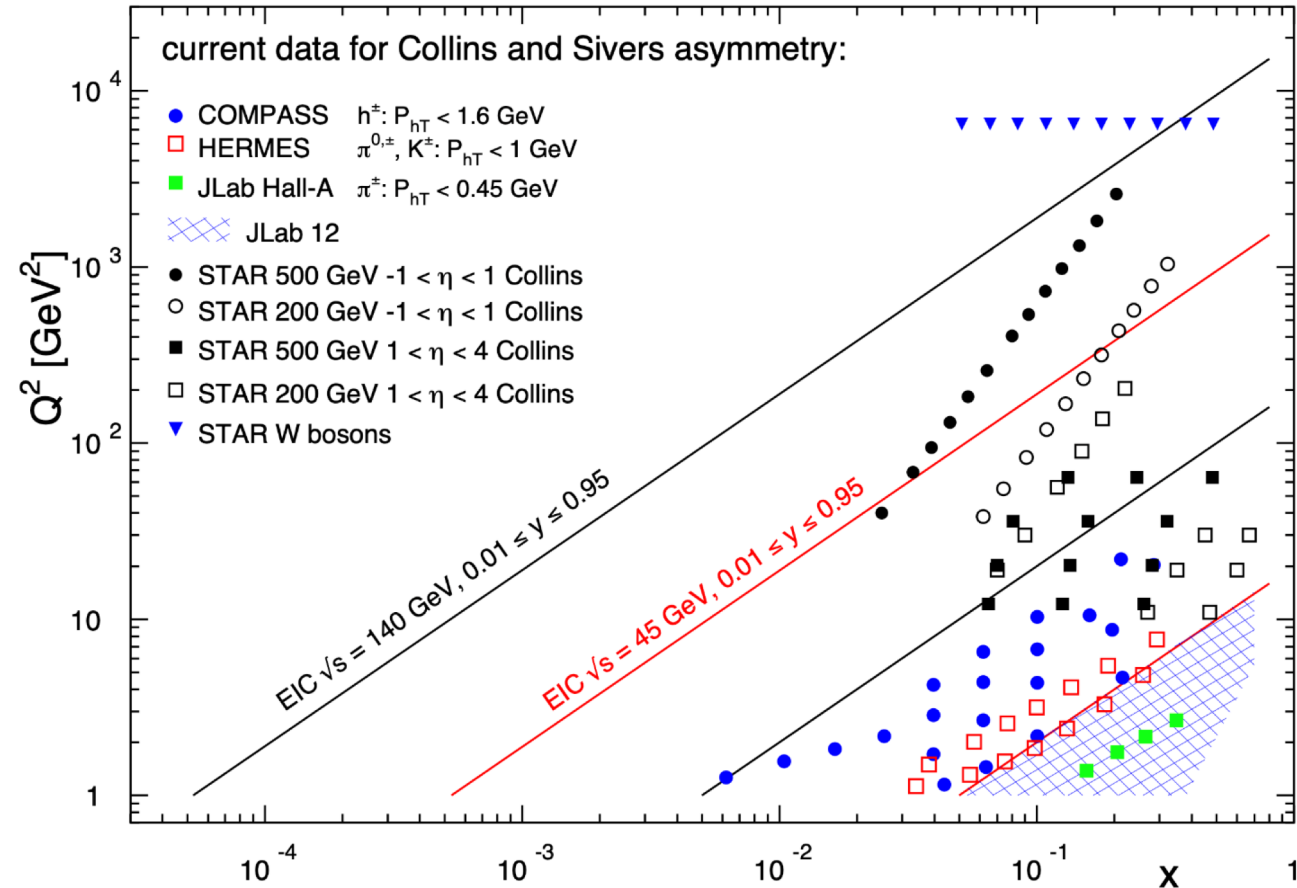 current data for Collins and Sivers asymmetry:
COMPASS h±: PhT < 1.6 GeV
HERMES π0,±, K±: PhT < 1 GeV
JLab Hall-A π±: PhT < 0.45 GeV
JLab 12
STAR 500 GeV -1 < η < 1 Collins
STAR 200 GeV -1 < η < 1 Collins
STAR 500 GeV 1 < η < 4 Collins
STAR 200 GeV 1 < η < 4 Collins
STAR W bosons
EIC √s = 140 GeV, 0.01 ≤ y ≤ 0.95
EIC √s = 45 GeV, 0.01 ≤ y ≤ 0.95
Q2 [GeV2]
10 4
10 3
10 2
10
1
10 -4
10 -3
10 -2
10 -1
1
x